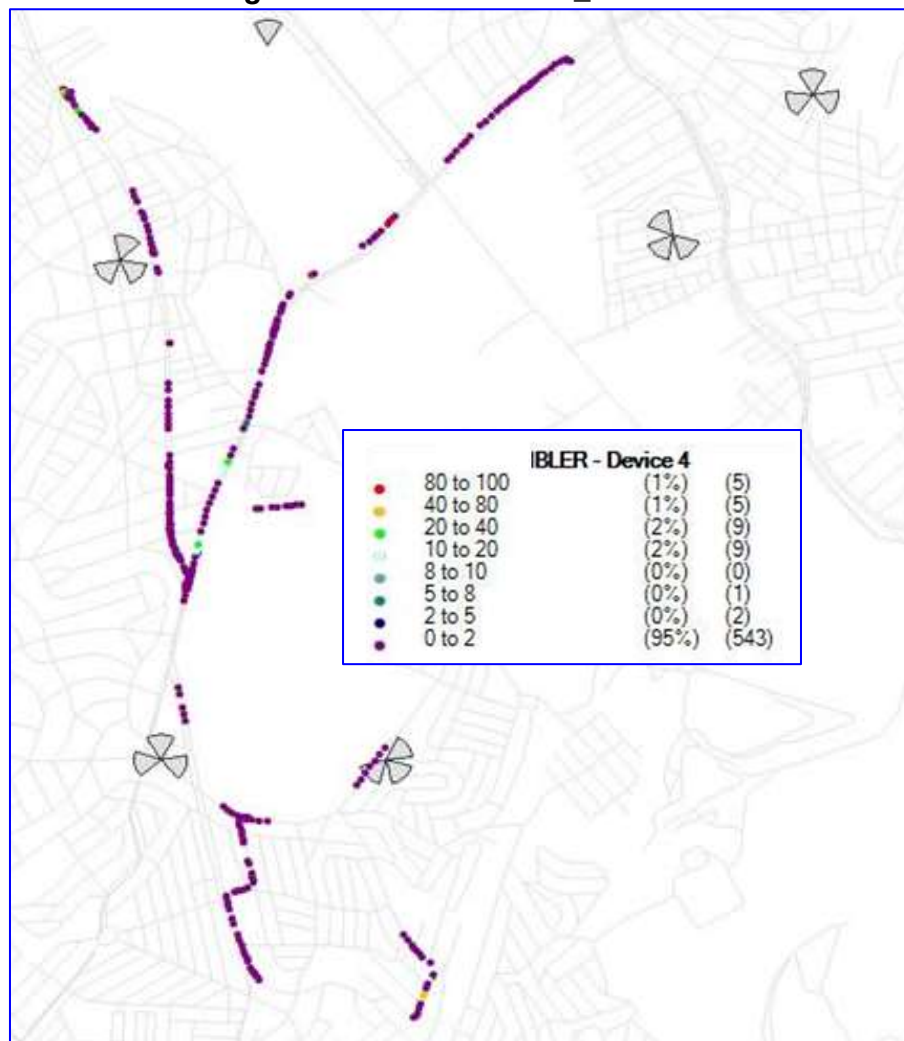 IBLER - Device 4
80 to 100 (1%) (5)
40 to 80 (1%) (5)
20 to 40 (2%) (9)
10 to 20 (2%) (9)
8 to 10 (0%) (0)
5 to 8 (0%) (1)
2 to 5 (0%) (2)
0 to 2 (95%) (543)